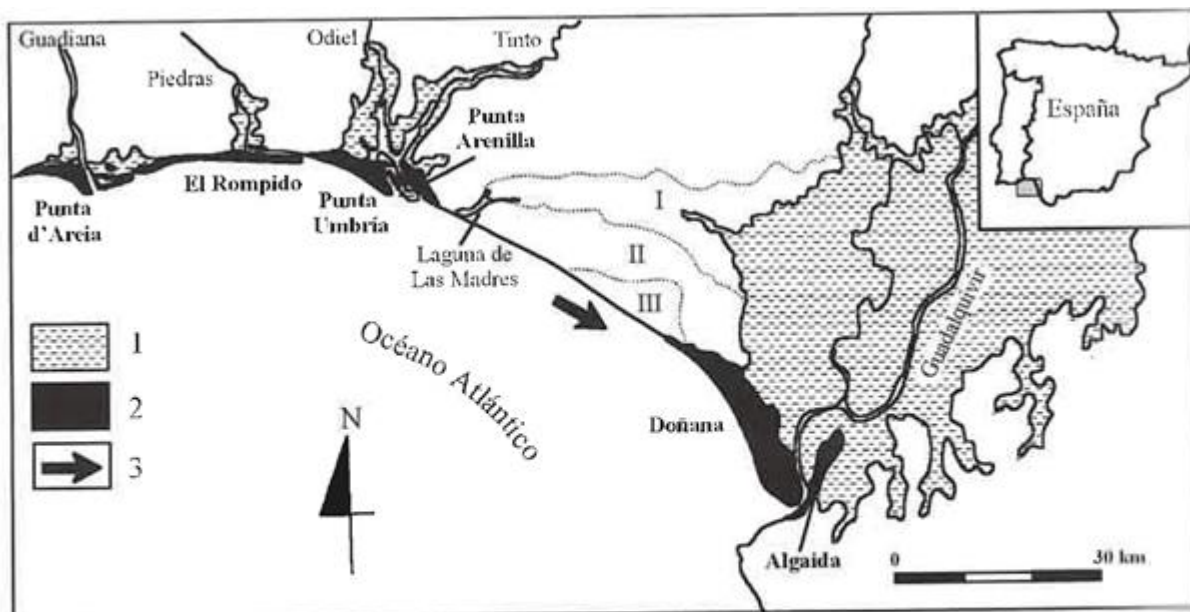 Guadiana
Piedras
Odiel
Tinto
Punta
Arenilla
España
El Rompido
Punta
d'Arcia
Punta
Umbría
Laguna de
Las Madres
I
II
III
Guadalquivir
1
2
3
Océano Atlántico
N
Doñana
Algaida
0
30 km